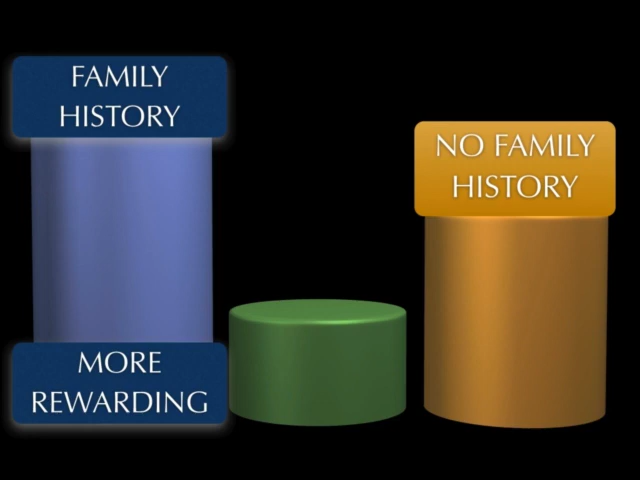 FAMILY
HISTORY
NO FAMILY
HISTORY
MORE
REWARDING